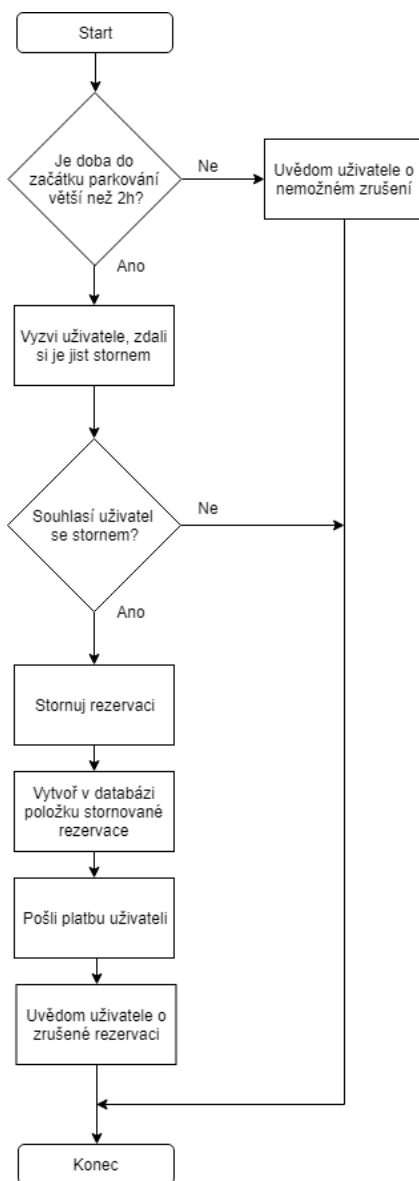 Start
Je doba do
začátku parkování
větší než 2h?
Ne
Uvědom uživatele o
nemožném zrušení
Ano
Vyzvi uživatele, zdali
si je jist stornem
Souhlasí uživatel
se stornem?
Ne
Ano
Stornuj rezervaci
Vytvoř v databázi
položku stornované
rezervace
Pošli platbu uživateli
Uvědom uživatele o
zrušené rezervaci
Konec